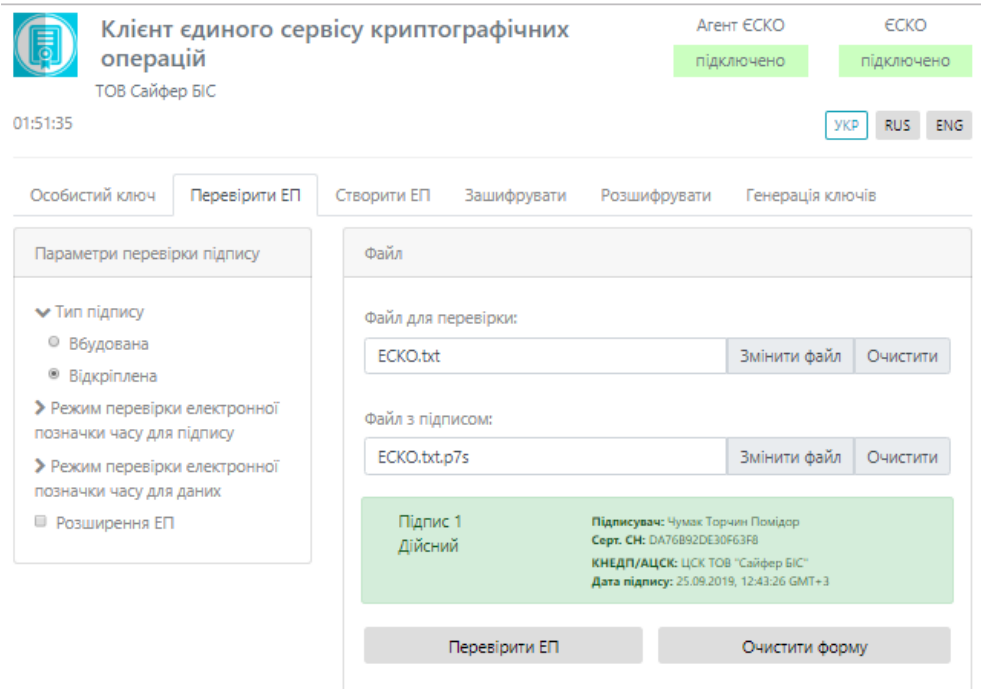 Клієнт єдиного сервісу криптографічних
операцій
ТОВ Сайфер БІС
Агент ЄСКО
ЄСКО
підключено
підключено
01:51:35
УКР
RUS
ENG
Особистий ключ
Перевірити ЕП
Створити ЕП
Зашифрувати
Розшифрувати
Генерація ключів
Параметри перевірки підпису
Тип підпису
Вбудована
Відкріплена
Режим перевірки електронної
позначки часу для підпису
Режим перевірки електронної
позначки часу для даних
Розширення ЕП
Файл
Файл для перевірки:
ЕСКО.txt
Змінити файл
Очистити
Файл з підписом:
ЕСКО.txt.p7s
Змінити файл
Очистити
Підпис 1
Дійсний
Підписувач: Чумак Торчин Помідор
Серт. СН: DA76B92DE30F63F8
КНЕДП/АЦСК: ЦСК ТОВ "Сайфер БІС"
Дата підпису: 25.09.2019, 12:43:26 GMT+3
Перевірити ЕП
Очистити форму